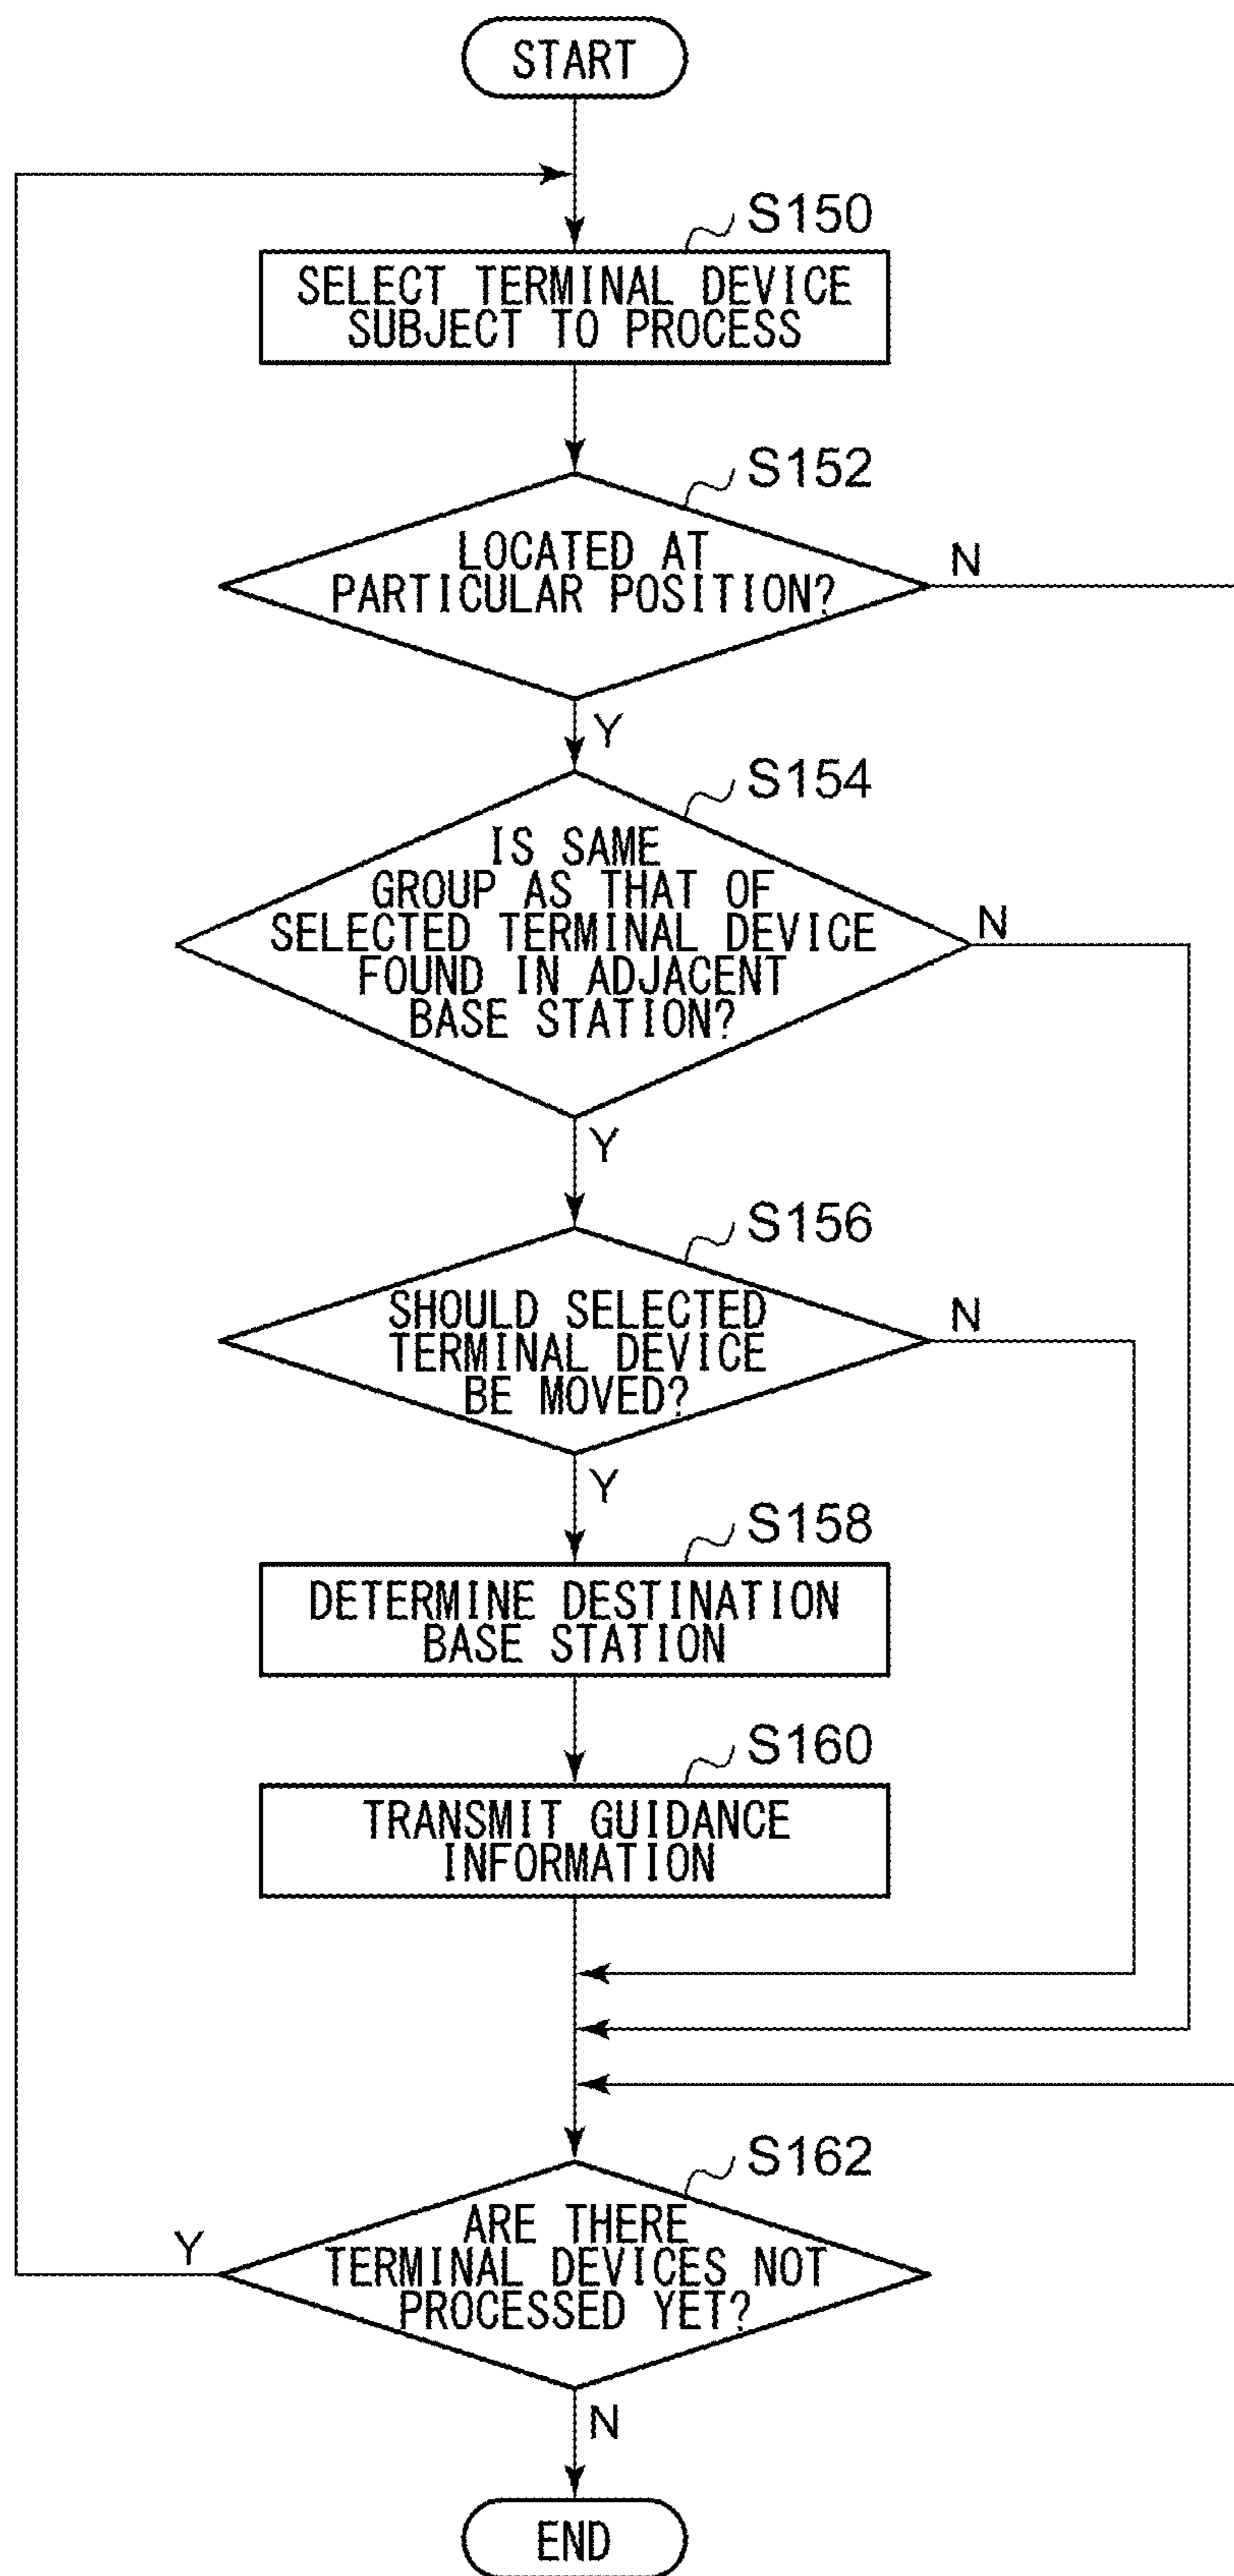 START
S150
SELECT TERMINAL DEVICE
SUBJECT TO PROCESS
S152
LOCATED AT
PARTICULAR POSITION?
N
Y
S154
IS SAME
GROUP AS THAT OF
SELECTED TERMINAL DEVICE
FOUND IN ADJACENT
BASE STATION?
N
Y
S156
SHOULD SELECTED
TERMINAL DEVICE
BE MOVED?
N
Y
S158
DETERMINE DESTINATION
BASE STATION
S160
TRANSMIT GUIDANCE
INFORMATION
S162
ARE THERE
TERMINAL DEVICES NOT
PROCESSED YET?
Y
N
END